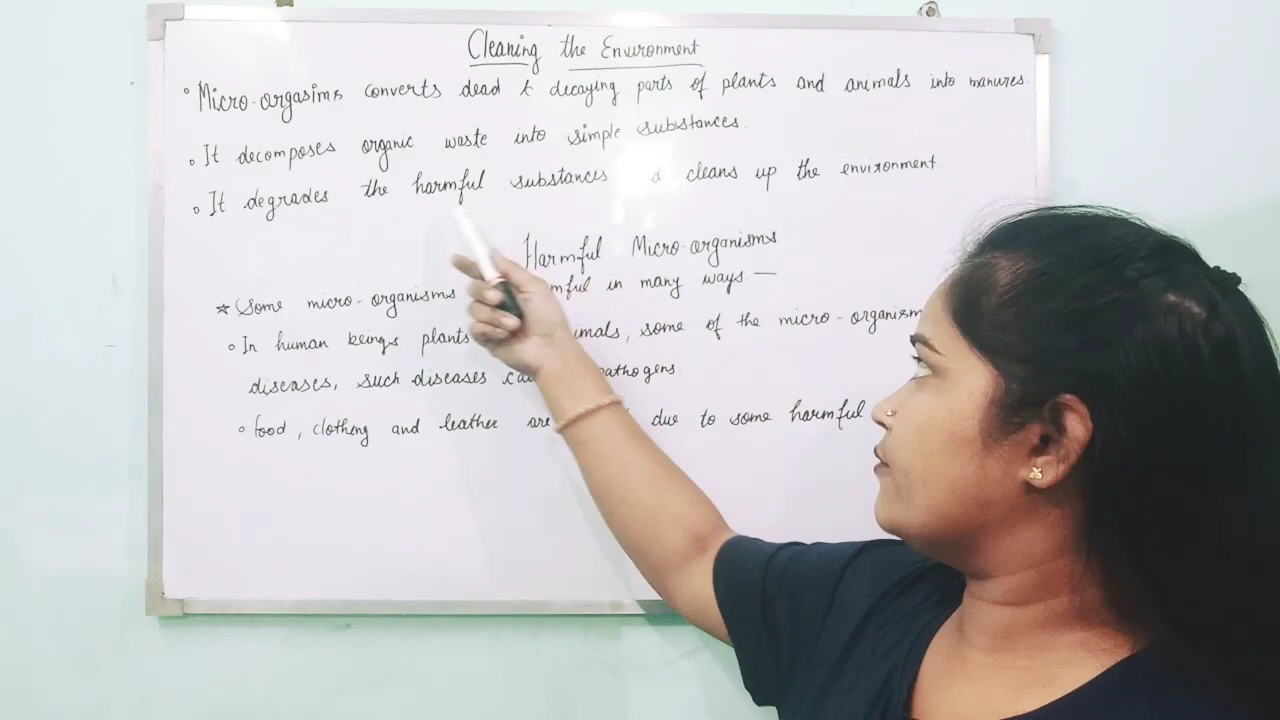 Cleaning the Environment
• Micro-orgasims converts dead & decaying parts of plants and animals into manures.
• It decomposes organic waste into simple substances.
• It degrades the harmful substances & cleans up the environment.
Harmful Micro-organisms
☆ Some micro-organisms in many ways —
• In human beings plants some of the micro-organism
diseases, such diseases pathogens.
• food, clothing and leather are due to some harmful